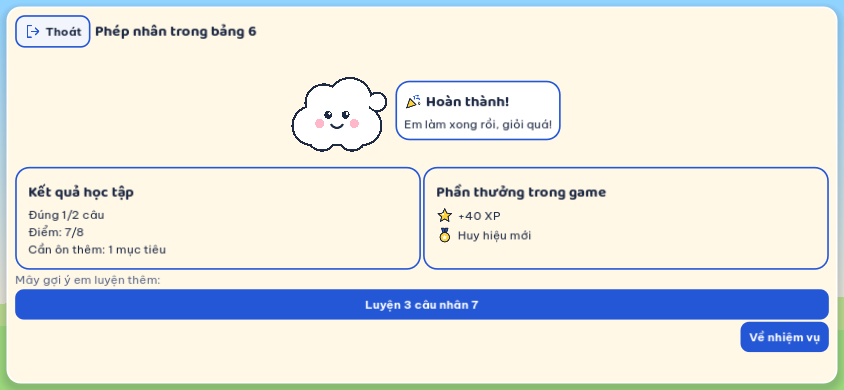 Thoát
Phép nhân trong bảng 6
Hoàn thành!
Em làm xong rồi, giỏi quá!
Kết quả học tập
Đúng 1/2 câu
Điểm: 7/8
Cần ôn thêm: 1 mục tiêu
Phần thưởng trong game
+40 XP
Huy hiệu mới
Mây gợi ý em luyện thêm:
Luyện 3 câu nhân 7
Về nhiệm vụ